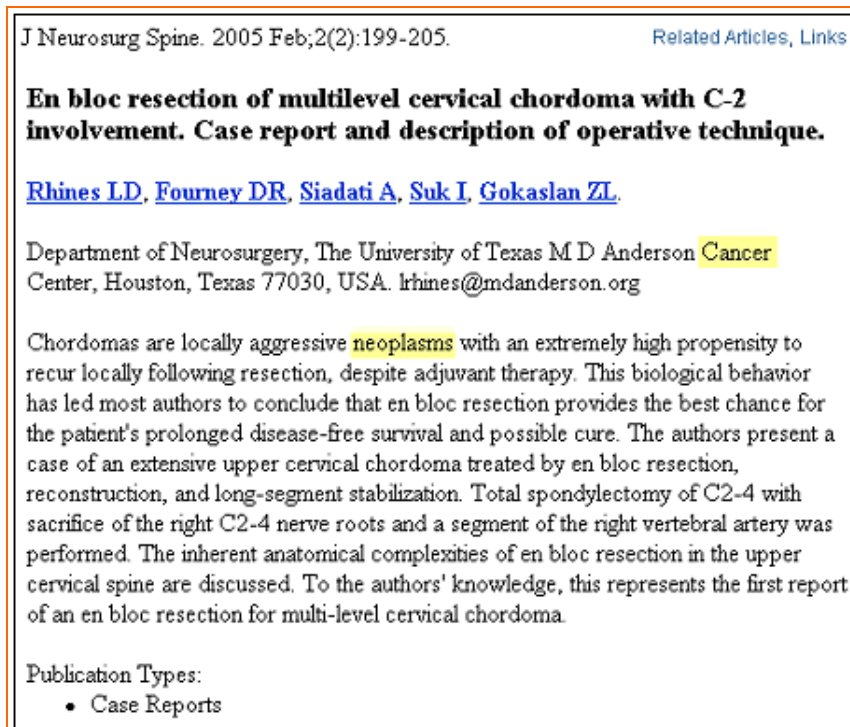 J Neurosurg Spine. 2005 Feb;2(2):199-205. Related Articles, Links
En bloc resection of multilevel cervical chordoma with C-2
involvement. Case report and description of operative technique.
Rhines LD, Fourney DR, Siadati A, Suk I, Gokaslan ZL.
Department of Neurosurgery, The University of Texas M D Anderson Cancer
Center, Houston, Texas 77030, USA. lrhines@mdanderson.org
Chordomas are locally aggressive neoplasms with an extremely high propensity to
recur locally following resection, despite adjuvant therapy. This biological behavior
has led most authors to conclude that en bloc resection provides the best chance for
the patient's prolonged disease-free survival and possible cure. The authors present a
case of an extensive upper cervical chordoma treated by en bloc resection,
reconstruction, and long-segment stabilization. Total spondylectomy of C2-4 with
sacrifice of the right C2-4 nerve roots and a segment of the right vertebral artery was
performed. The inherent anatomical complexities of en bloc resection in the upper
cervical spine are discussed. To the authors' knowledge, this represents the first report
of an en bloc resection for multi-level cervical chordoma.
Publication Types:
• Case Reports